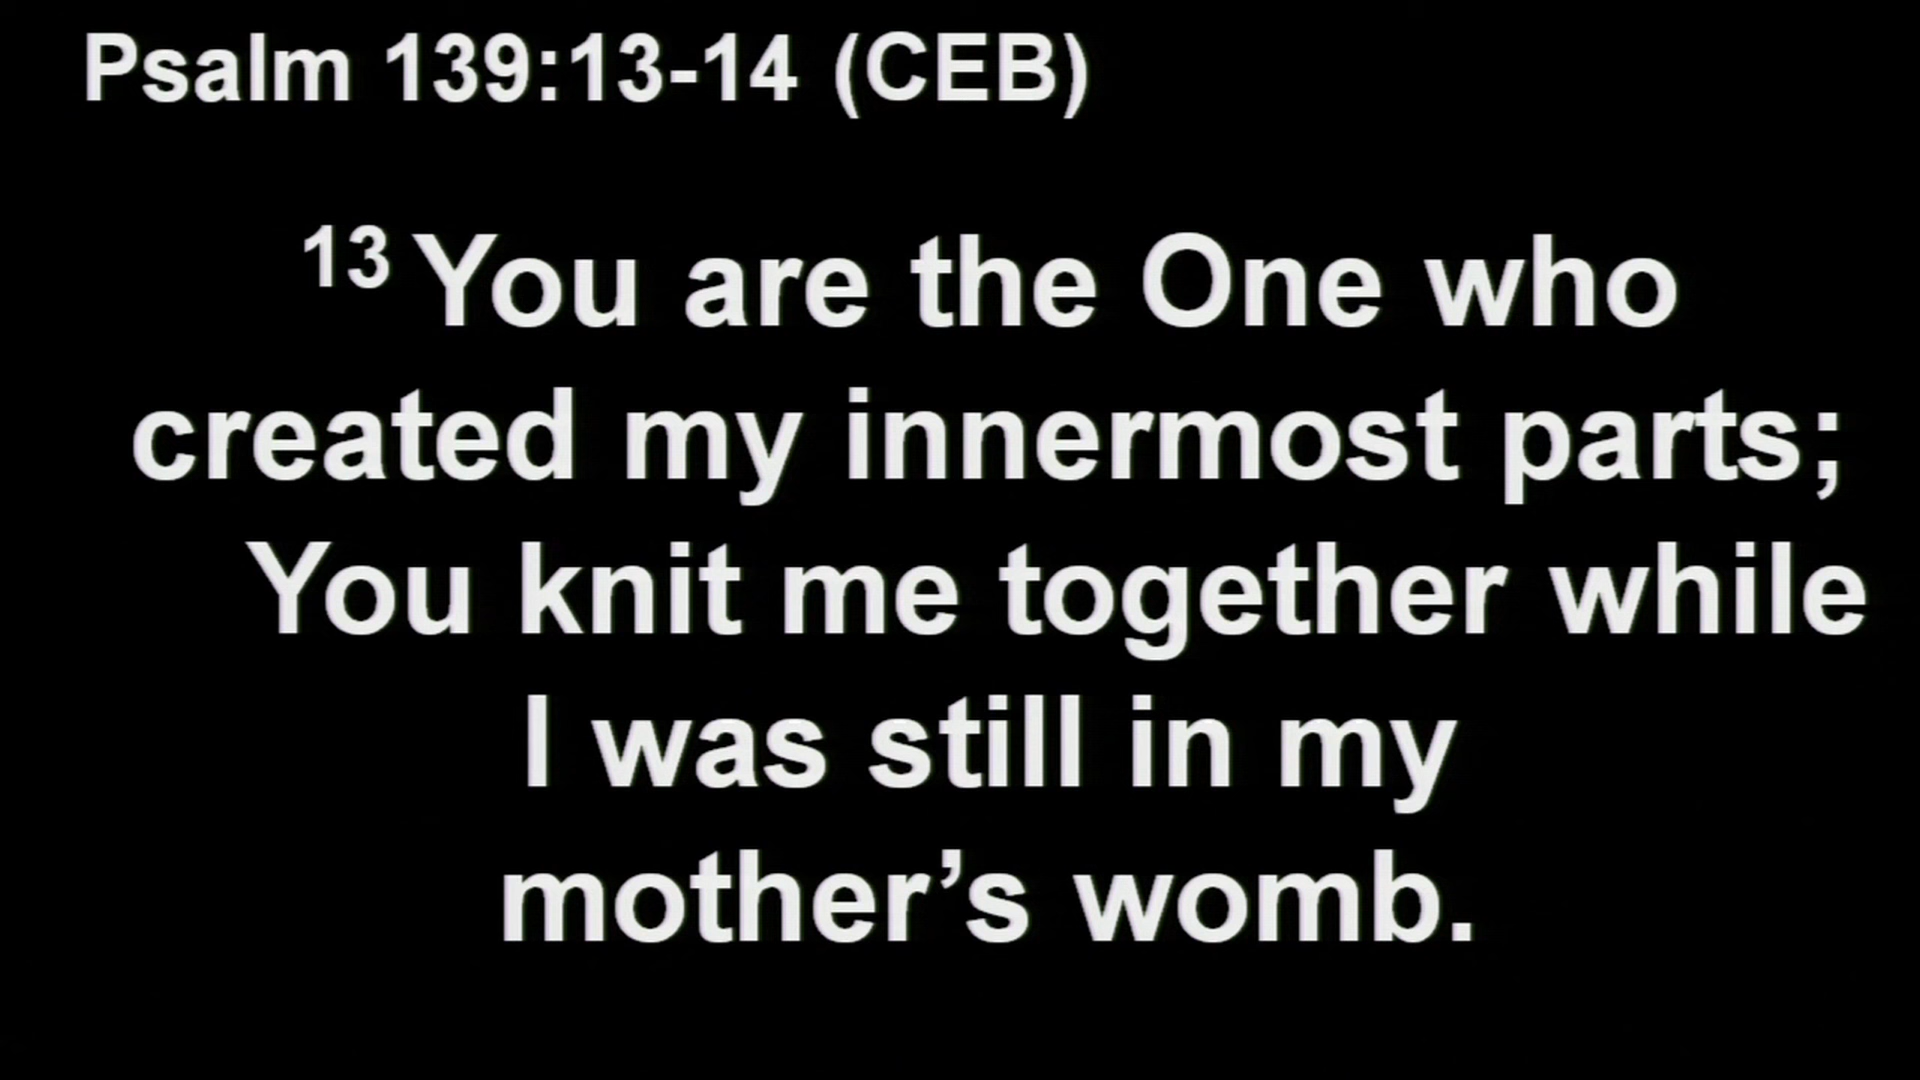 Psalm 139:13-14 (CEB)
13 You are the One who
created my innermost parts;
You knit me together while
I was still in my
mother’s womb.